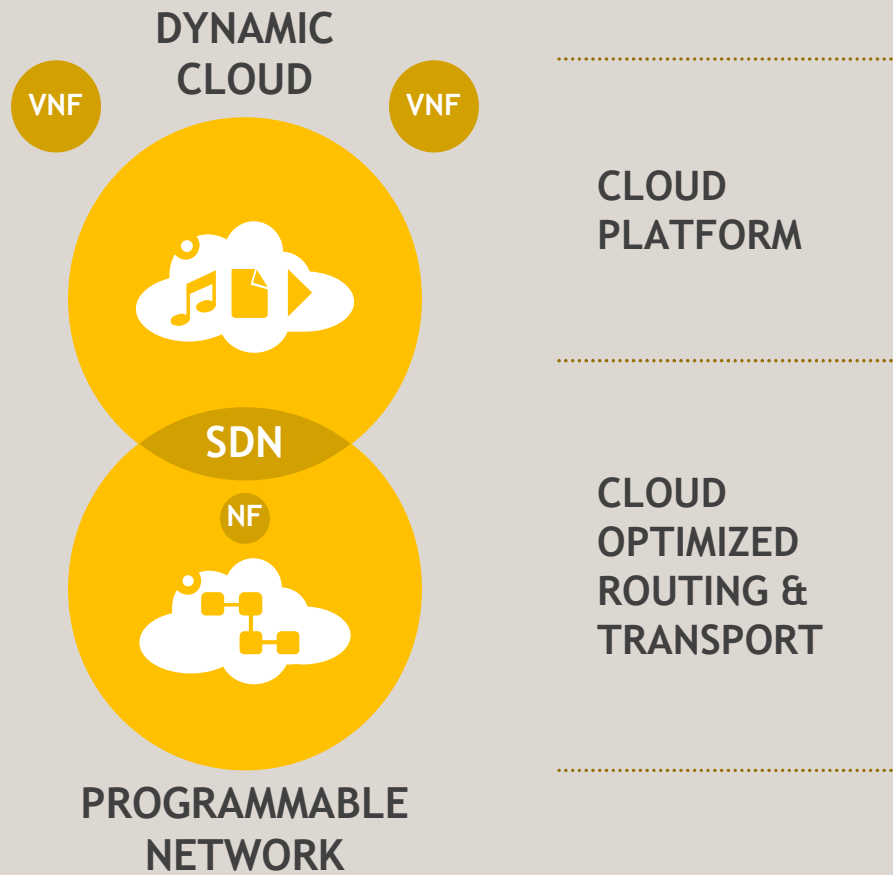 DYNAMIC
CLOUD
VNF
VNF
CLOUD
PLATFORM
SDN
NF
CLOUD
OPTIMIZED
ROUTING &
TRANSPORT
PROGRAMMABLE
NETWORK